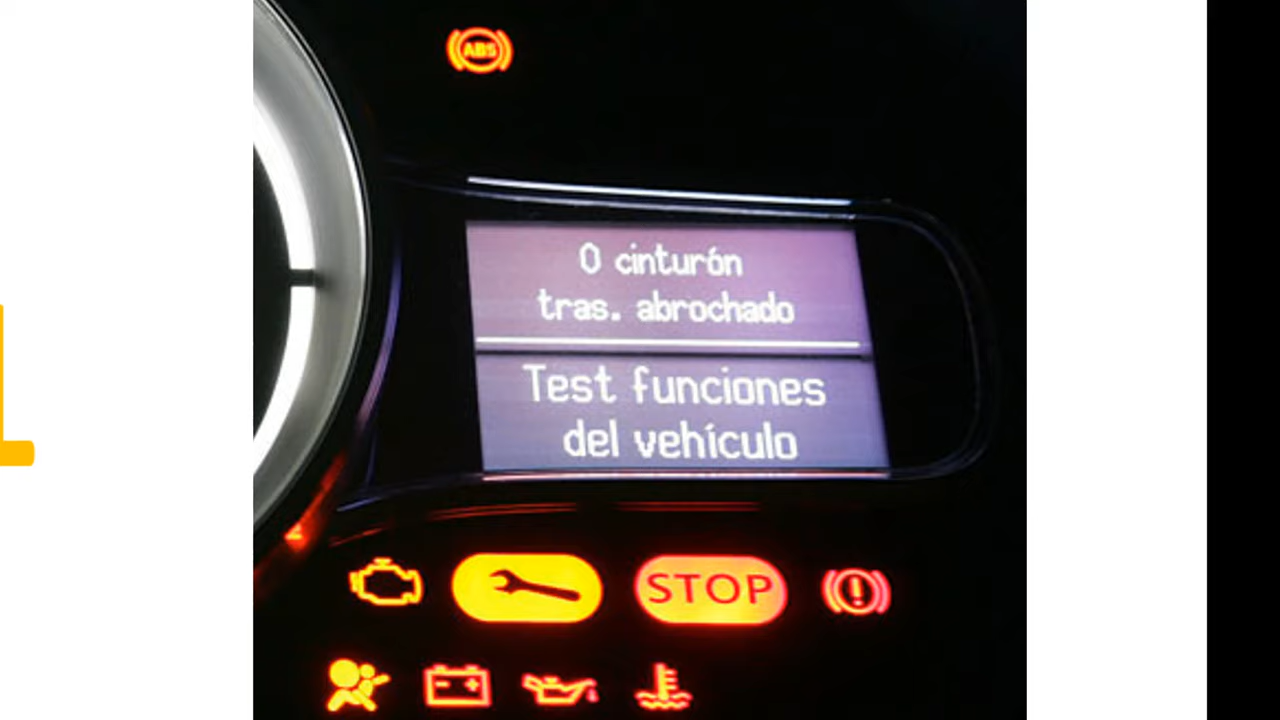 ABS
0 cinturón
tras. abrochado
Test funciones
del vehículo
STOP